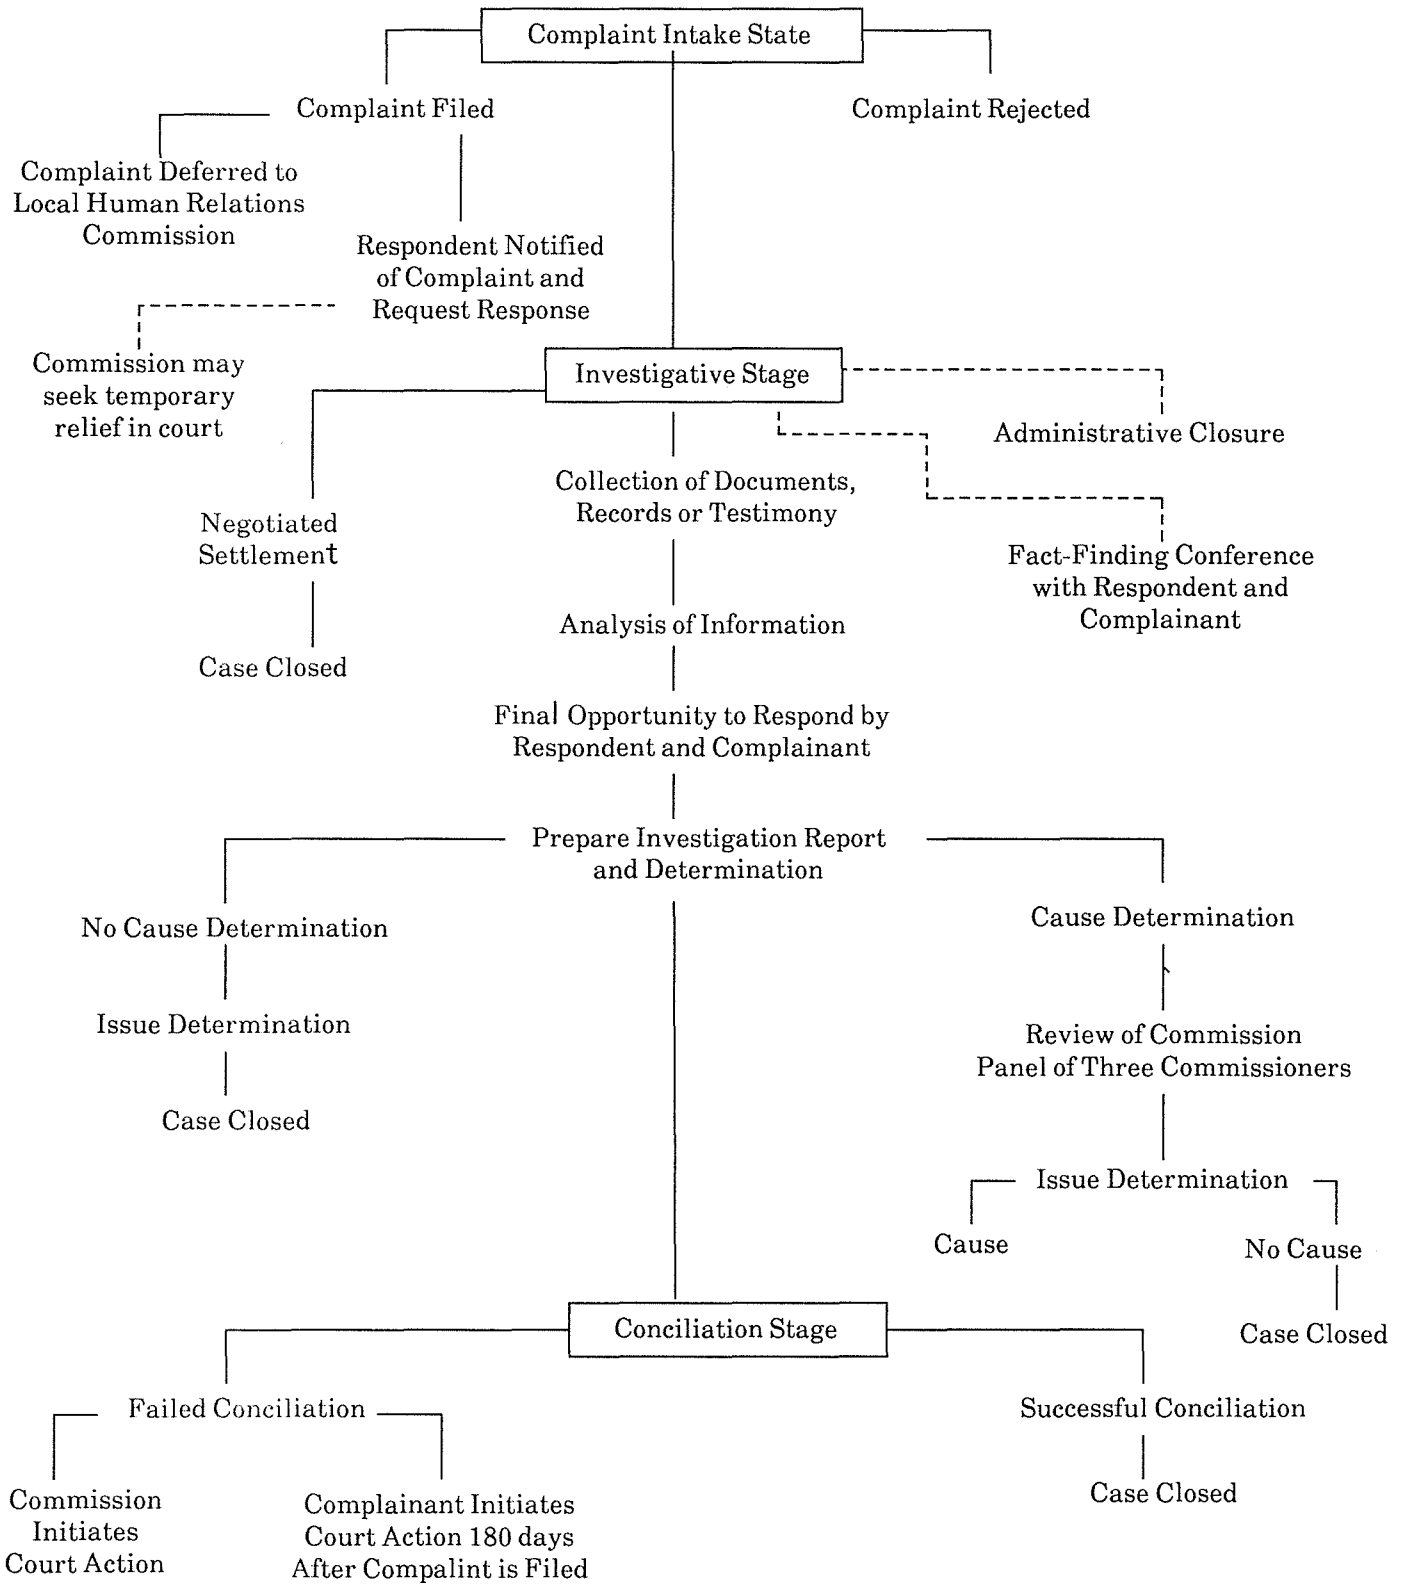 Complaint Intake State
Complaint Filed
Complaint Rejected
Complaint Deferred to
Local Human Relations
Commission
Respondent Notified
of Complaint and
Request Response
Commission may
seek temporary
relief in court
Investigative Stage
Administrative Closure
Negotiated
Settlement
Case Closed
Collection of Documents,
Records or Testimony
Fact-Finding Conference
with Respondent and
Complainant
Analysis of Information
Final Opportunity to Respond by
Respondent and Complainant
Prepare Investigation Report
and Determination
No Cause Determination
Issue Determination
Case Closed
Cause Determination
Review of Commission
Panel of Three Commissioners
Issue Determination
Cause
No Cause
Case Closed
Conciliation Stage
Failed Conciliation
Successful Conciliation
Case Closed
Commission
Initiates
Court Action
Complainant Initiates
Court Action 180 days
After Compalint is Filed